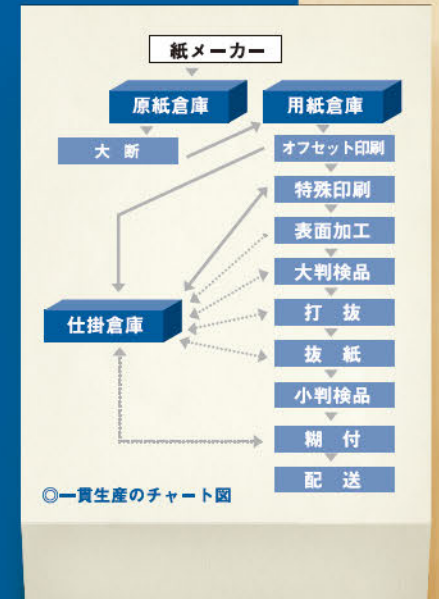 紙メーカー
原紙倉庫
用紙倉庫
大 断
オフセット印刷
特殊印刷
表面加工
大判検品
仕掛倉庫
打 抜
抜 紙
小判検品
糊 付
配 送
◎一貫生産のチャート図